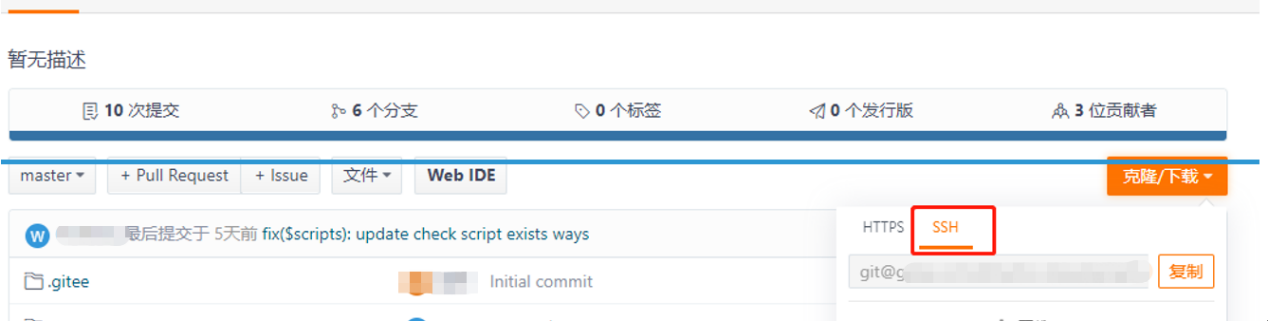 暂无描述
10 次提交
6 个分支
0 个标签
0 个发行版
3 位贡献者
master
+ Pull Request
+ Issue
文件
Web IDE
克隆/下载
W 最后提交于 5天前 fix($scripts): update check script exists ways
HTTPS
SSH
.gitee
Initial commit
git@g
复制